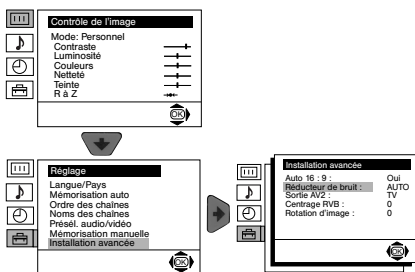 Contrôle de l'image
Mode: Personnel
Contraste
Luminosité
Couleurs
Netteté
Teinte
R à Z
OK
Réglage
Langue/Pays
Mémorisation auto
Ordre des chaînes
Noms des chaînes
Présél. audio/vidéo
Mémorisation manuelle
Installation avancée
OK
Installation avancée
Auto 16 : 9 : Oui
Réducteur de bruit : AUTO
Sortie AV2 : TV
Centrage RVB : 0
Rotation d'image : 0
OK